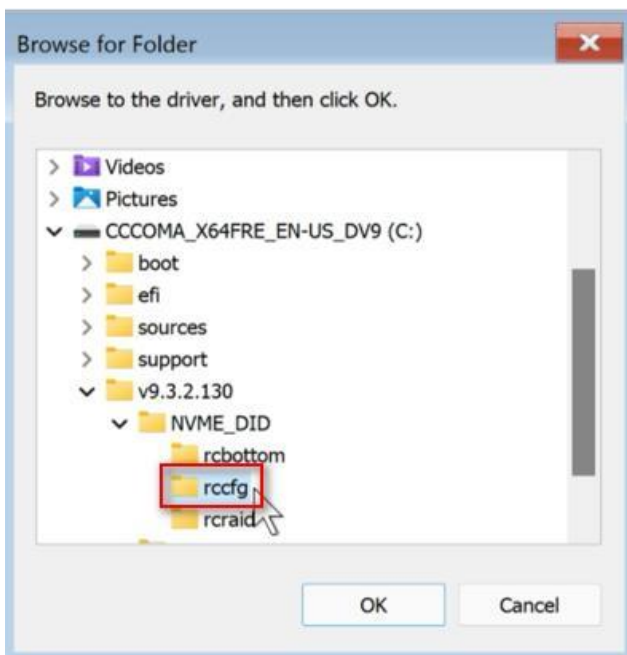 Browse for Folder
Browse to the driver, and then click OK.
Videos
Pictures
CCCOMA_X64FRE_EN-US_DV9 (C:)
boot
efi
sources
support
v9.3.2.130
NVME_DID
rcbottom
rccfg
rcraid
OK
Cancel